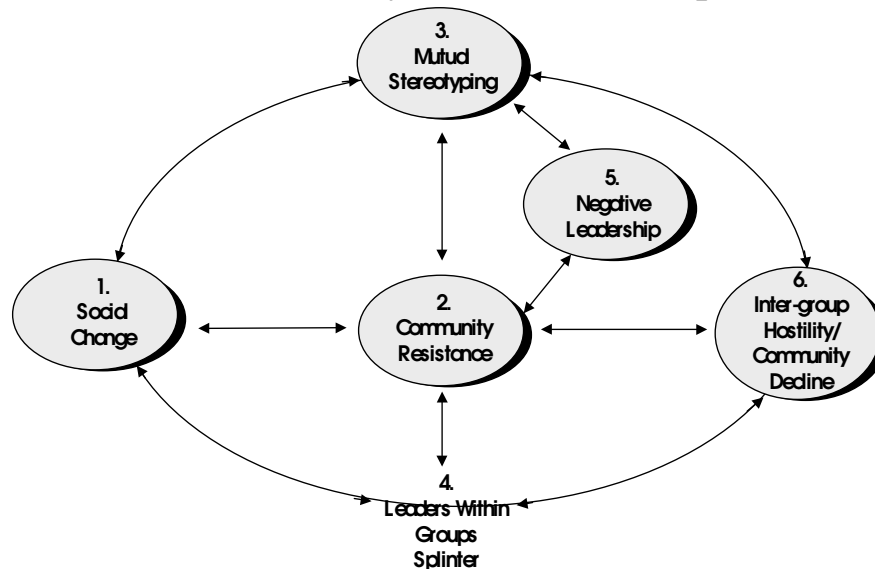 3.
Mutual
Stereotyping
5.
Negative
Leadership
1.
Social
Change
2.
Community
Resistance
6.
Inter-group
Hostility/
Community
Decline
4.
Leaders Within
Groups
Splinter